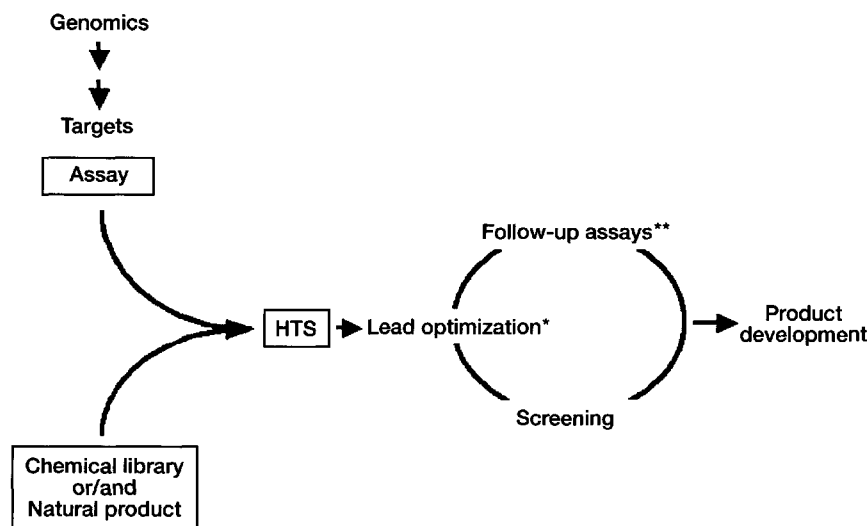 Genomics
Targets
Assay
Follow-up assays**
HTS
Lead optimization*
Product
development
Screening
Chemical library
or/and
Natural product